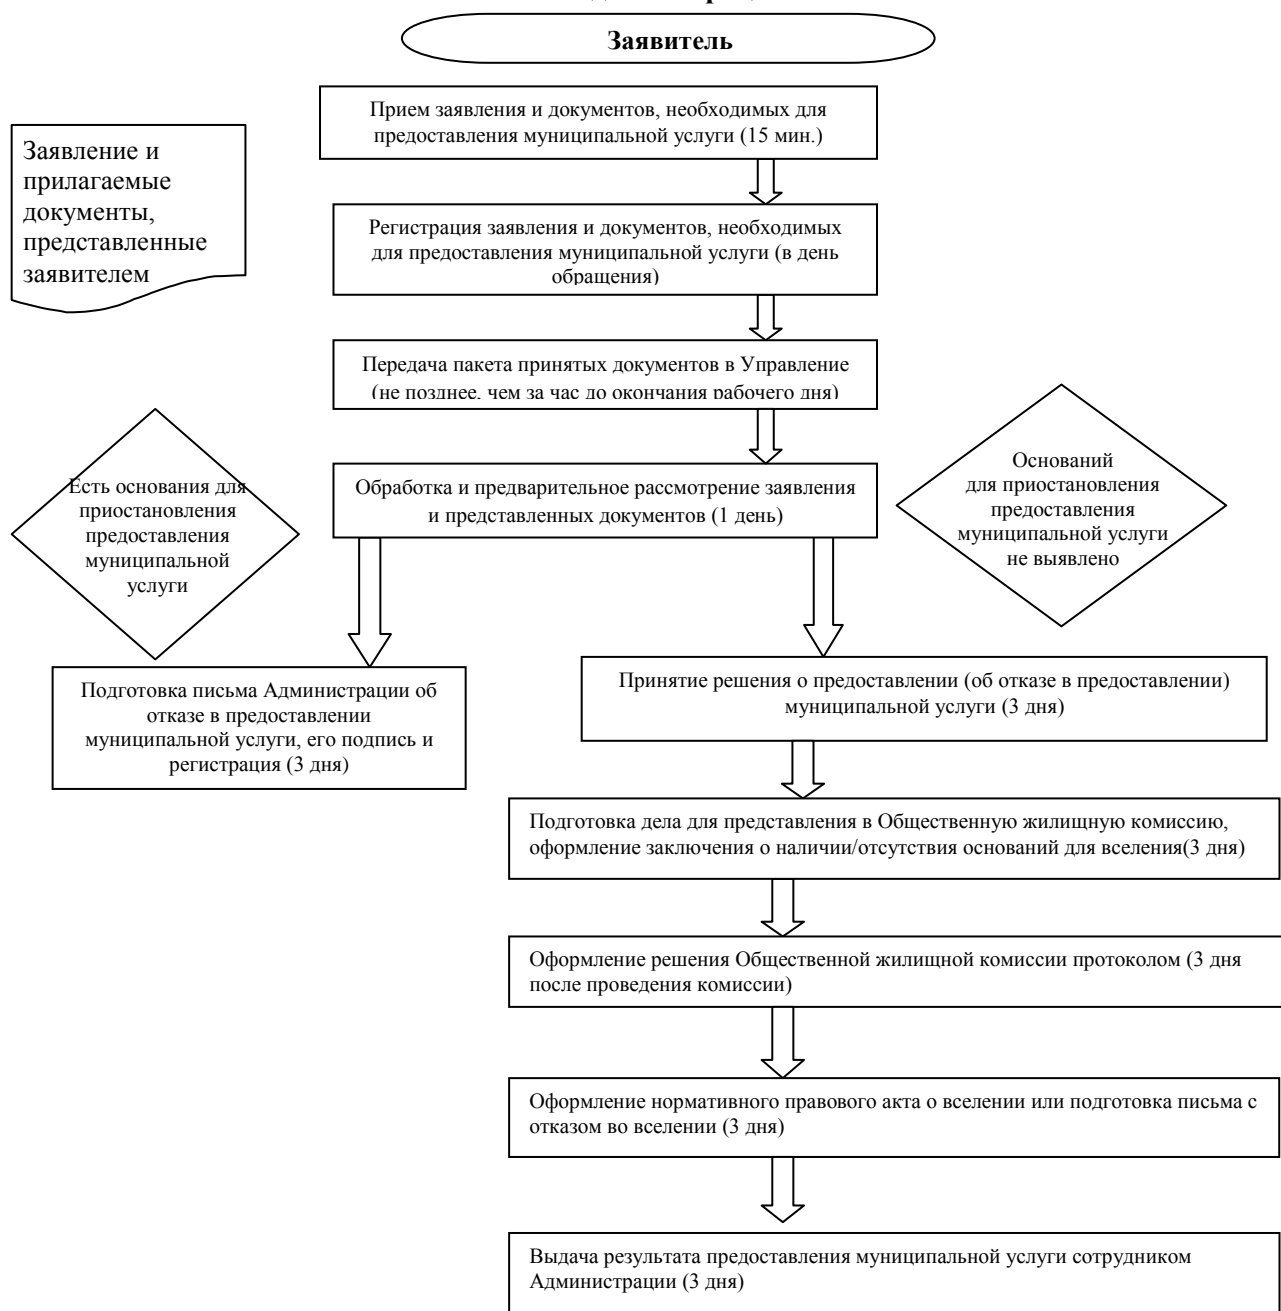 Заявитель
Прием заявления и документов, необходимых для
предоставления муниципальной услуги (15 мин.)
Заявление и
прилагаемые
документы,
представленные
заявителем
Регистрация заявления и документов, необходимых
для предоставления муниципальной услуги (в день
обращения)
Передача пакета принятых документов в Управление
(не позднее, чем за час до окончания рабочего дня)
Есть основания для
приостановления
предоставления
муниципальной
услуги
Обработка и предварительное рассмотрение заявления
и представленных документов (1 день)
Оснований
для приостановления
предоставления
муниципальной услуги
не выявлено
Подготовка письма Администрации об
отказе в предоставлении
муниципальной услуги, его подпись и
регистрация (3 дня)
Принятие решения о предоставлении (об отказе в предоставлении)
муниципальной услуги (3 дня)
Подготовка дела для представления в Общественную жилищную комиссию,
оформление заключения о наличии/отсутствия оснований для вселения(3 дня)
Оформление решения Общественной жилищной комиссии протоколом (3 дня
после проведения комиссии)
Оформление нормативного правового акта о вселении или подготовка письма с
отказом во вселении (3 дня)
Выдача результата предоставления муниципальной услуги сотрудником
Администрации (3 дня)